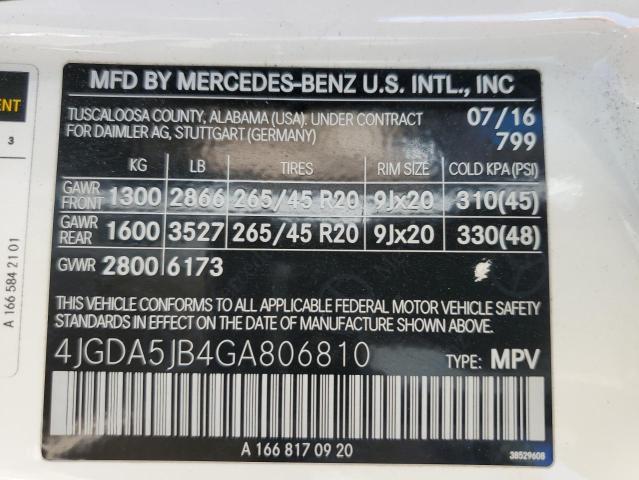 MFD BY MERCEDES-BENZ U.S. INTL., INC
TUSCALOOSA COUNTY, ALABAMA (USA). UNDER CONTRACT
FOR DAIMLER AG, STUTTGART (GERMANY)
07/16
799
KG LB TIRES RIM SIZE COLD KPA (PSI)
GAWR FRONT 1300 2866 265/45 R20 9Jx20 310(45)
GAWR REAR 1600 3527 265/45 R20 9Jx20 330(48)
GVWR 2800 6173
THIS VEHICLE CONFORMS TO ALL APPLICABLE FEDERAL MOTOR VEHICLE SAFETY
STANDARDS IN EFFECT ON THE DATE OF MANUFACTURE SHOWN ABOVE.
4JGDA5JB4GA806810 TYPE: MPV
A 166 817 09 20 38529608
3
A 166 584 21 01